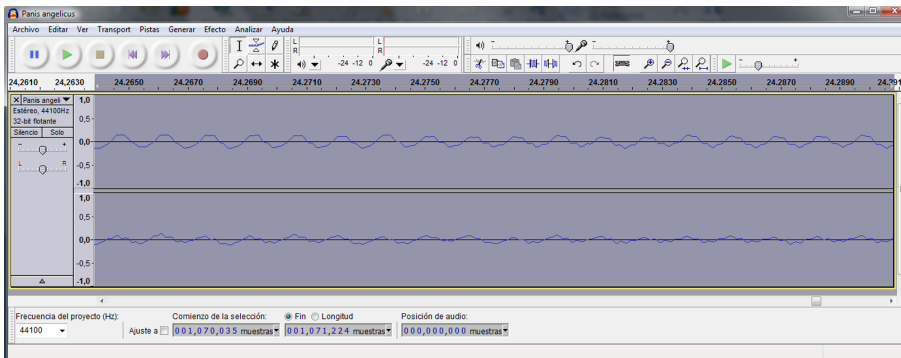 Panis angelicus
Archivo Editar Ver Transport Pistas Generar Efecto Analizar Ayuda
L
R
-24 -12 0
L
R
-24 -12 0
24,2610 24,2630 24,2650 24,2670 24,2690 24,2710 24,2730 24,2750 24,2770 24,2790 24,2810 24,2830 24,2850 24,2870 24,2890 24,291
X Panis angeli
Estéreo, 44100Hz
32-bit flotante
Silencio Solo
- +
L R
1,0
0,5
0,0
-0,5
-1,0
1,0
0,5
0,0
-0,5
-1,0
Frecuencia del proyecto (Hz): Comienzo de la selección: Fin Longitud Posición de audio:
44100 Ajuste a 001,070,035 muestras 001,071,224 muestras 000,000,000 muestras